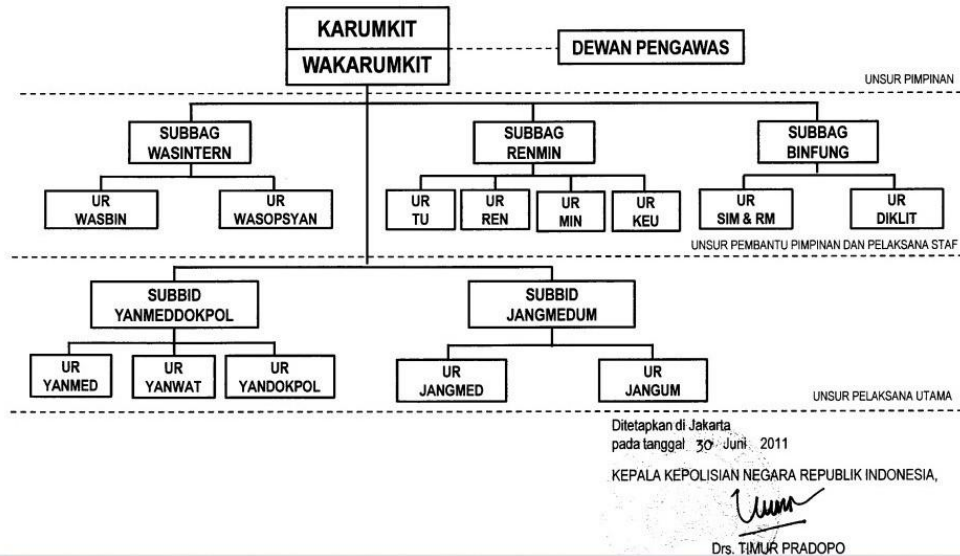 KARUMKIT
WAKARUMKIT
DEWAN PENGAWAS
UNSUR PIMPINAN
SUBBAG
WASINTERN
SUBBAG
RENMIN
SUBBAG
BINFUNG
UR
WASBIN
UR
WASOPSYAN
UR
TU
UR
REN
UR
MIN
UR
KEU
UR
SIM & RM
UR
DIKLIT
UNSUR PEMBANTU PIMPINAN DAN PELAKSANA STAF
SUBBID
YANMEDDOKPOL
SUBBID
JANGMEDUM
UR
YANMED
UR
YANWAT
UR
YANDOKPOL
UR
JANGMED
UR
JANGUM
UNSUR PELAKSANA UTAMA
Ditetapkan di Jakarta
pada tanggal 30 Juni 2011
KEPALA KEPOLISIAN NEGARA REPUBLIK INDONESIA,
Drs. TIMUR PRADOPO